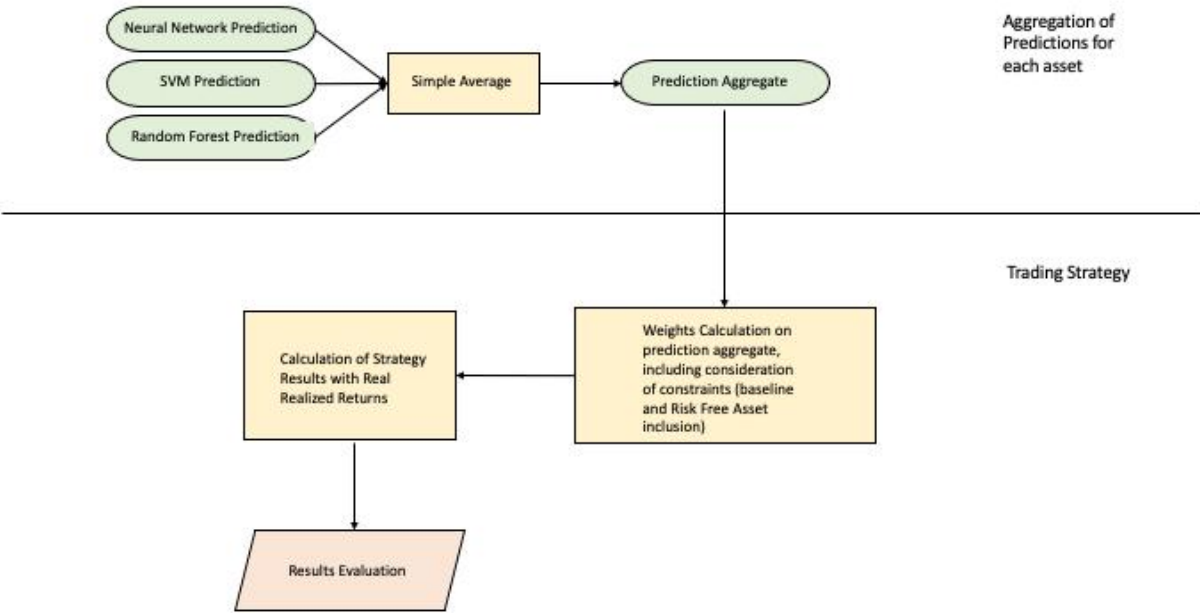 Neural Network Prediction
SVM Prediction
Random Forest Prediction
Simple Average
Prediction Aggregate
Aggregation of
Predictions for
each asset
Trading Strategy
Weights Calculation on
prediction aggregate,
including consideration
of constraints (baseline
and Risk Free Asset
inclusion)
Calculation of Strategy
Results with Real
Realized Returns
Results Evaluation